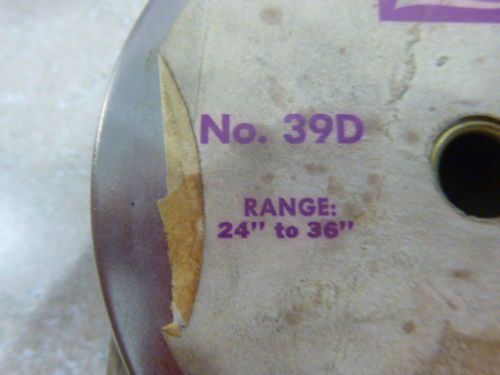 No. 39D
RANGE:
24" to 36"